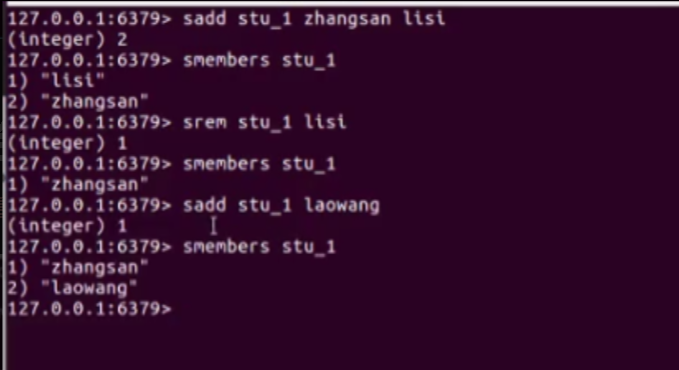 127.0.0.1:6379> sadd stu_1 zhangsan lisi
(integer) 2
127.0.0.1:6379> smembers stu_1
1) "lisi"
2) "zhangsan"
127.0.0.1:6379> srem stu_1 lisi
(integer) 1
127.0.0.1:6379> smembers stu_1
1) "zhangsan"
127.0.0.1:6379> sadd stu_1 laowang
(integer) 1
127.0.0.1:6379> smembers stu_1
1) "zhangsan"
2) "laowang"
127.0.0.1:6379>